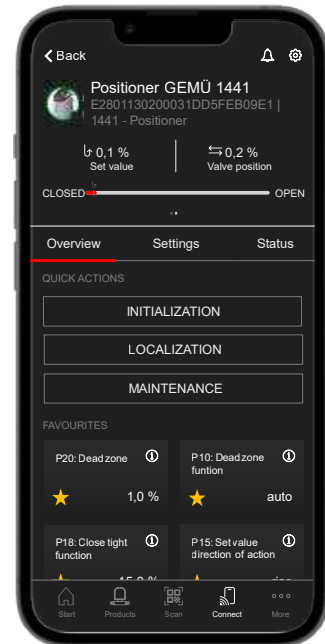 Back
Positioner GEMÜ 1441
E2801130200031DD5FEB09E1 |
1441 - Positioner
0,1 %
Set value
0,2 %
Valve position
CLOSED
OPEN
Overview
Settings
Status
QUICK ACTIONS
INITIALIZATION
LOCALIZATION
MAINTENANCE
FAVOURITES
P20: Dead zone
1,0 %
P10: Dead zone
funtion
auto
P18: Close tight
function
P15: Set value
direction of action
Start
Products
Scan
Connect
More